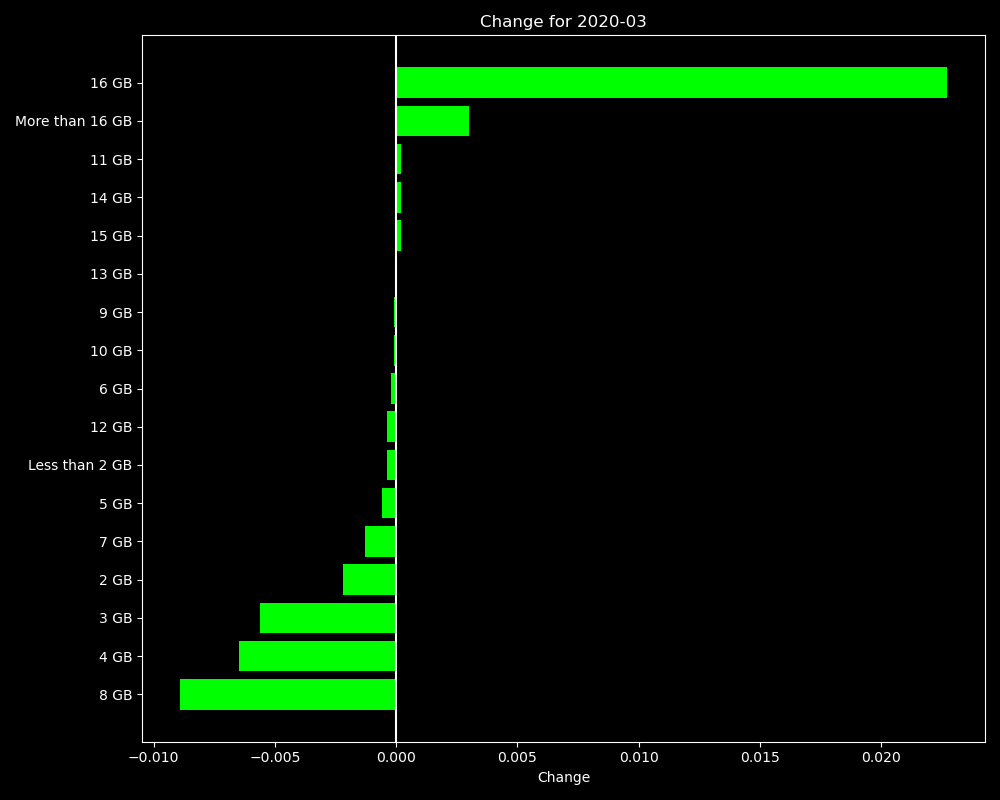 Change for 2020-03
16 GB
More than 16 GB
11 GB
14 GB
15 GB
13 GB
9 GB
10 GB
6 GB
12 GB
Less than 2 GB
5 GB
7 GB
2 GB
3 GB
4 GB
8 GB
−0.010 −0.005 0.000 0.005 0.010 0.015 0.020
Change